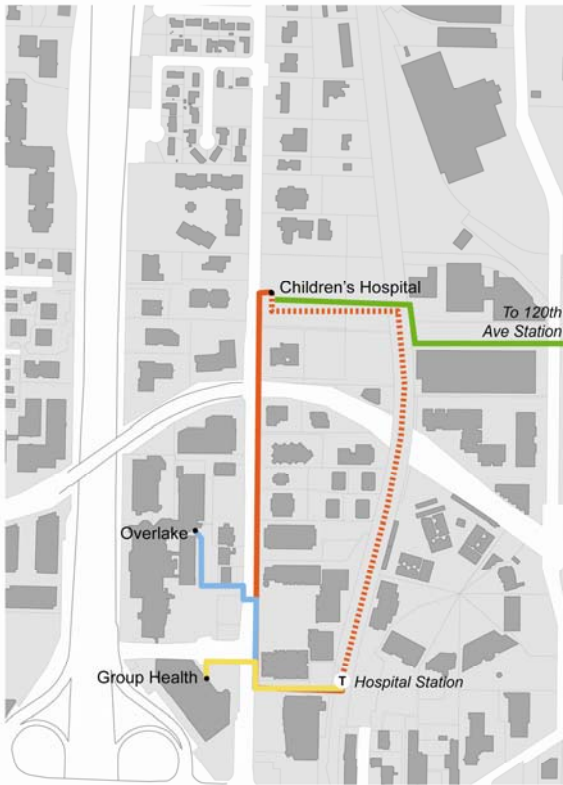 Children's Hospital
To 120th
Ave Station
Overlake
Group Health
T
Hospital Station